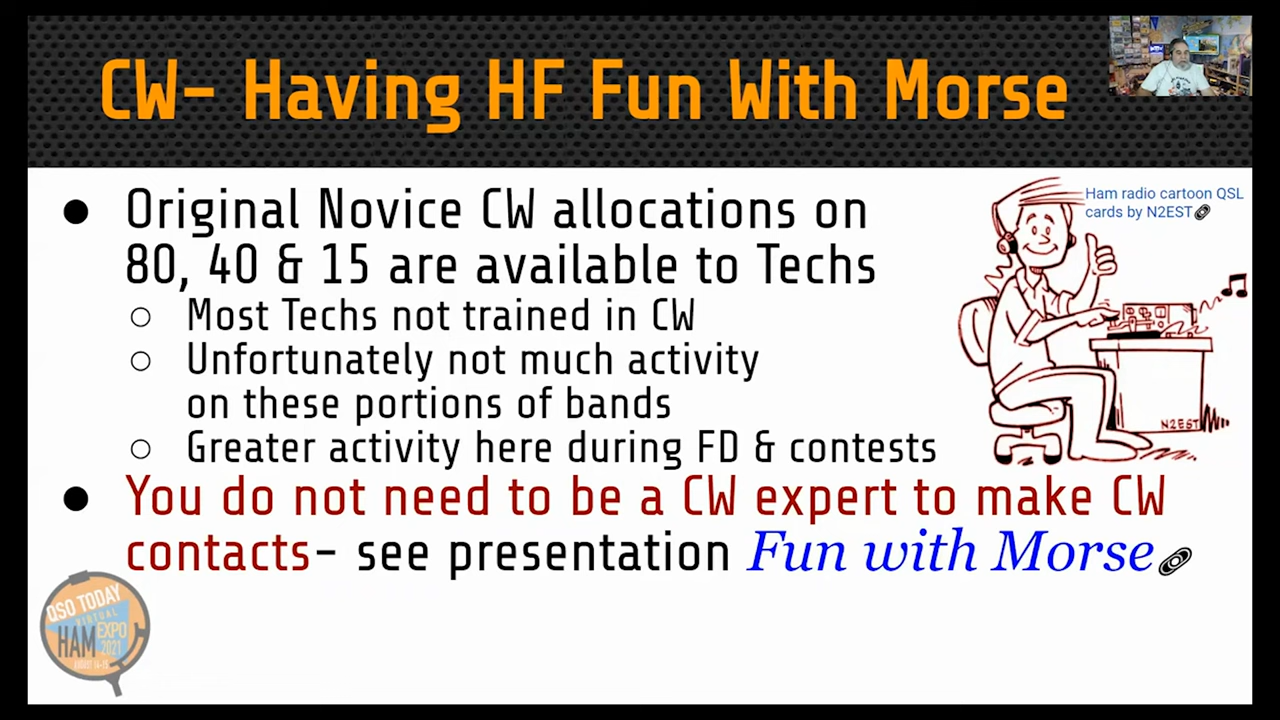 CW- Having HF Fun With Morse
● Original Novice CW allocations on
80, 40 & 15 are available to Techs
○ Most Techs not trained in CW
○ Unfortunately not much activity
on these portions of bands
○ Greater activity here during FD & contests
● You do not need to be a CW expert to make CW
contacts- see presentation Fun with Morse
Ham radio cartoon QSL
cards by N2EST
N2EST
QSO TODAY
VIRTUAL
HAM EXPO
2021
AUGUST 14-15